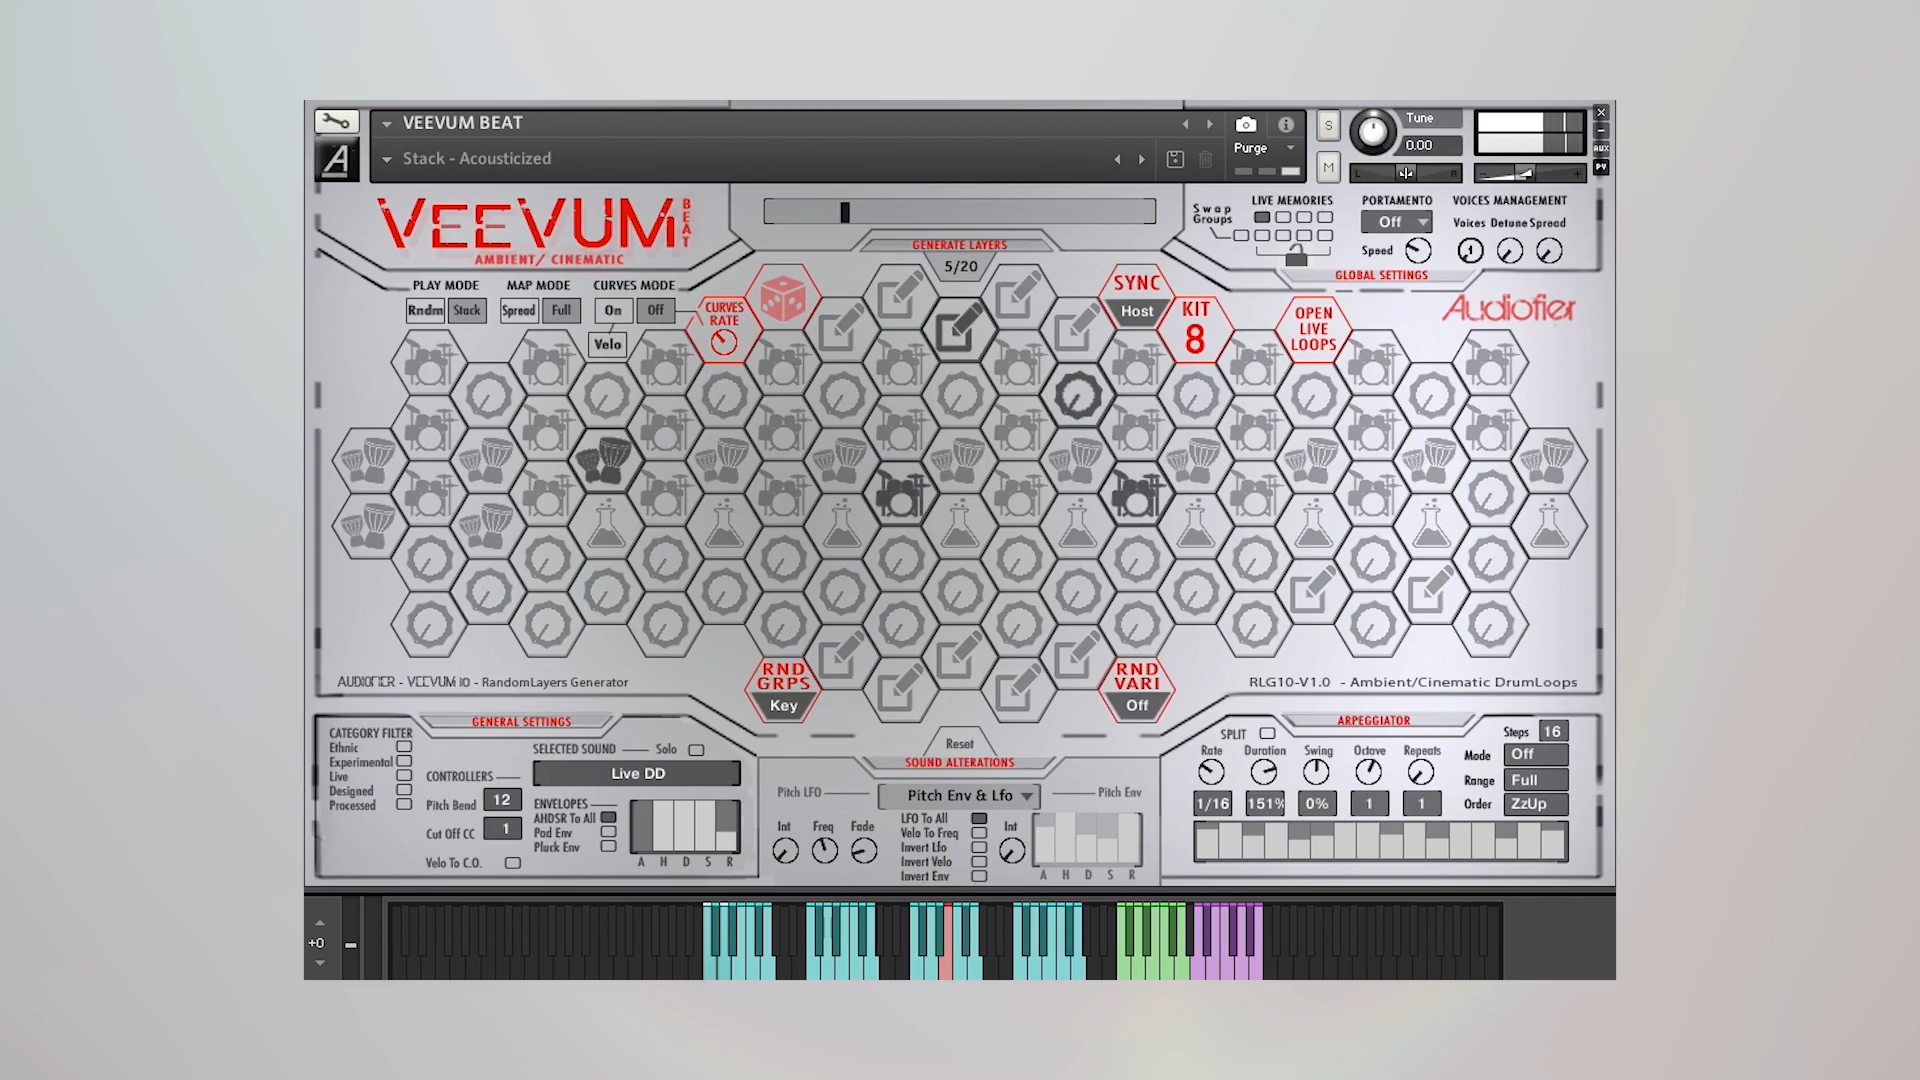 VEEVUM BEAT
Stack - Acousticized
Purge
S
M
Tune
0.00
L
R
AUX
PV
A
VEEVUM BEAT
AMBIENT/ CINEMATIC
Swap Groups
LIVE MEMORIES
PORTAMENTO
Off
Speed
VOICES MANAGEMENT
Voices Detune Spread
1
GLOBAL SETTINGS
GENERATE LAYERS
5/20
PLAY MODE
Rndm Stack
MAP MODE
Spread Full
CURVES MODE
On Off
Velo
CURVES RATE
SYNC
Host
KIT
8
OPEN LIVE LOOPS
Audiofier
AUDIOFIER - VEEVUM 10 - RandomLayers Generator
RND GRPS
Key
RND VARI
Off
RLG10-V1.0 - Ambient/Cinematic DrumLoops
GENERAL SETTINGS
CATEGORY FILTER
Ethnic
Experimental
Live
Designed
Processed
CONTROLLERS
Pitch Bend 12
Cut Off CC 1
Velo To C.O.
SELECTED SOUND
Solo
Live DD
ENVELOPES
AHDSR To All
Pad Env
Pluck Env
A H D S R
Reset
SOUND ALTERATIONS
Pitch LFO
Pitch Env & Lfo
Pitch Env
Int Freq Fade
LFO To All
Velo To Freq
Invert Lfo
Invert Velo
Invert Env
Int
A H D S R
ARPEGGIATOR
SPLIT
Steps 16
Rate Duration Swing Octave Repeats
1/16 151% 0% 1 1
Mode Off
Range Full
Order ZzUp
+0